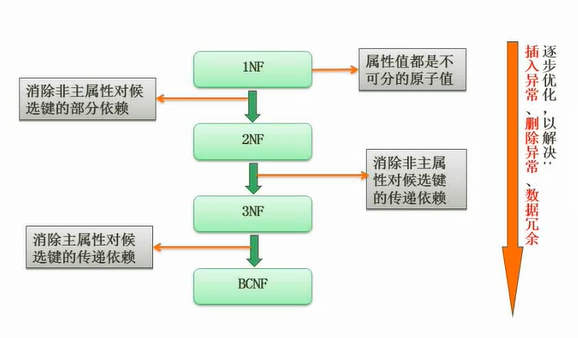 1NF
属性值都是不
可分的原子值
消除非主属性对候
选键的部分依赖
2NF
消除非主属
性对候选键
的传递依赖
3NF
消除主属性对候
选键的传递依赖
BCNF
逐步优化，以解决：
插入异常、删除异常、数据冗余